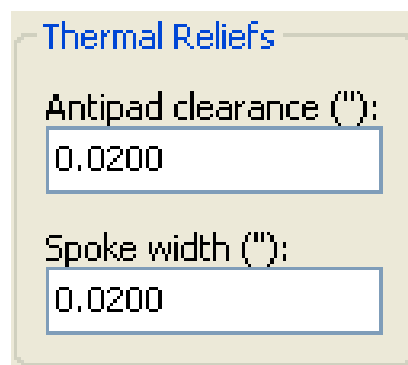 Thermal Reliefs
Antipad clearance ("):
0.0200
Spoke width ("):
0.0200